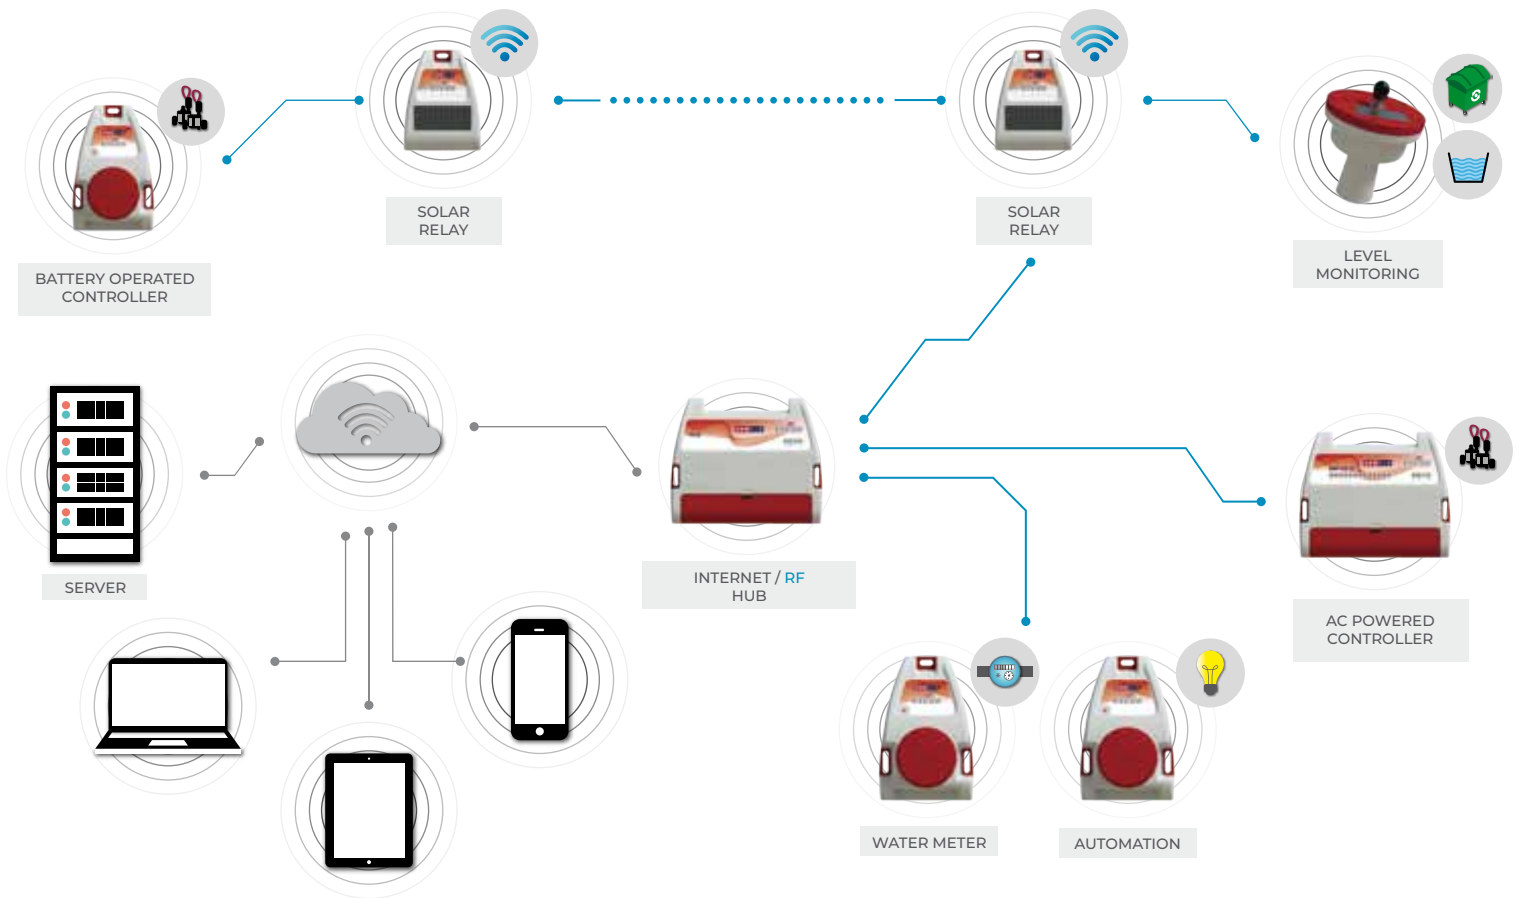 SOLAR
RELAY
SOLAR
RELAY
LEVEL
MONITORING
BATTERY OPERATED
CONTROLLER
SERVER
INTERNET / RF
HUB
AC POWERED
CONTROLLER
WATER METER
AUTOMATION